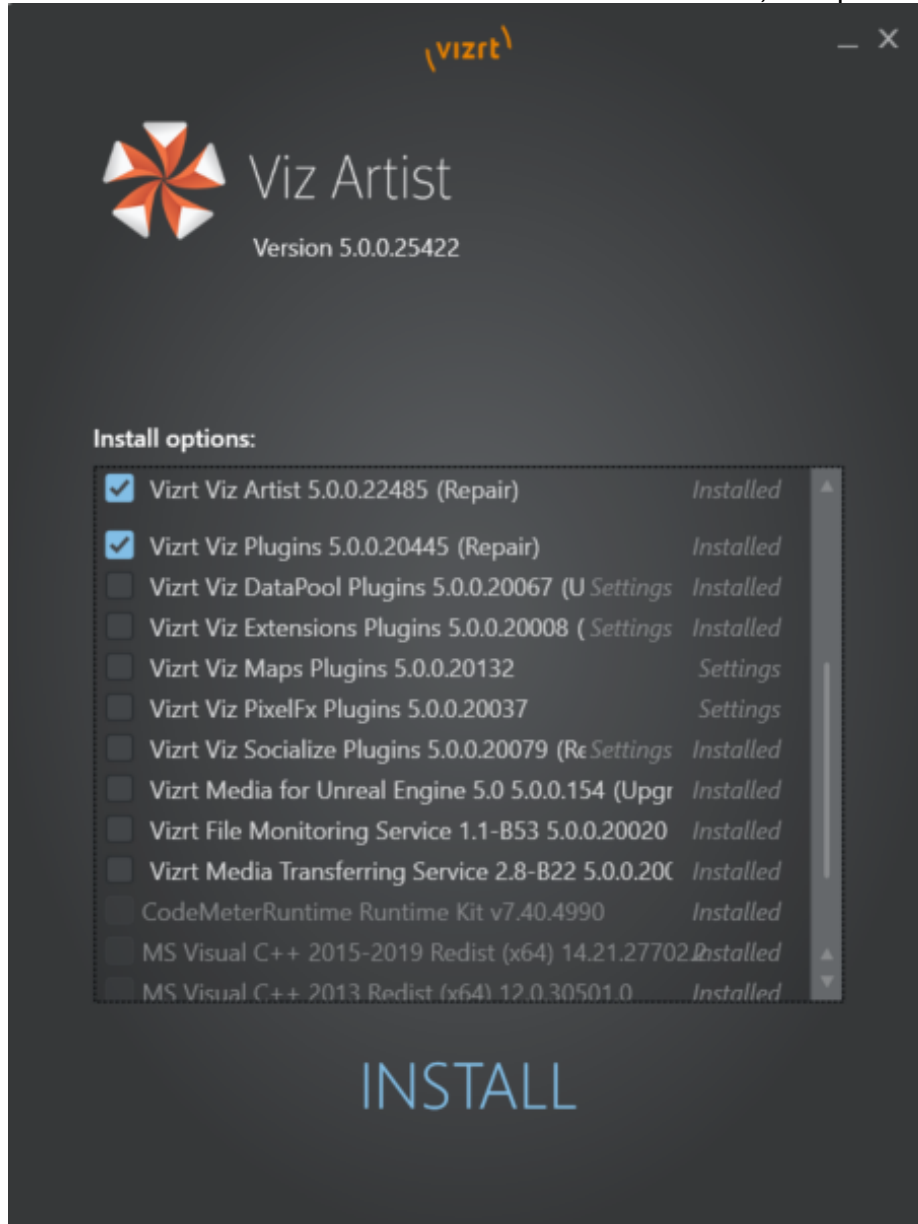 (vizrt)
Viz Artist
Version 5.0.0.25422
Install options:
Vizrt Viz Artist 5.0.0.22485 (Repair) Installed
Vizrt Viz Plugins 5.0.0.20445 (Repair) Installed
Vizrt Viz DataPool Plugins 5.0.0.20067 (U Settings Installed
Vizrt Viz Extensions Plugins 5.0.0.20008 ( Settings Installed
Vizrt Viz Maps Plugins 5.0.0.20132 Settings
Vizrt Viz PixelFx Plugins 5.0.0.20037 Settings
Vizrt Viz Socialize Plugins 5.0.0.20079 (Re Settings Installed
Vizrt Media for Unreal Engine 5.0 5.0.0.154 (Upgr Installed
Vizrt File Monitoring Service 1.1-B53 5.0.0.20020 Installed
Vizrt Media Transferring Service 2.8-B22 5.0.0.20 Installed
CodeMeterRuntime Runtime Kit v7.40.4990 Installed
MS Visual C++ 2015-2019 Redist (x64) 14.21.27702.2 Installed
MS Visual C++ 2013 Redist (x64) 12.0.30501.0 Installed
INSTALL